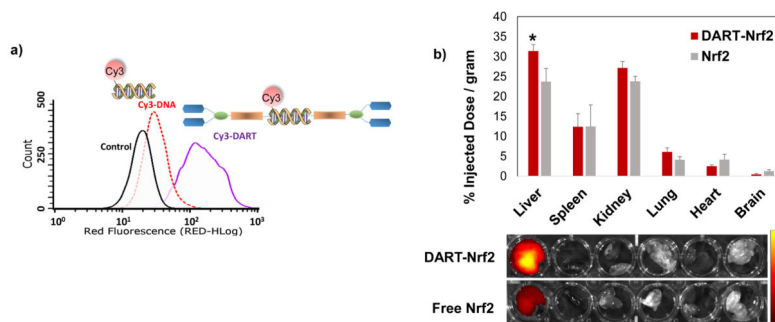 a)
Cy3
Cy3-DNA
Cy3
Cy3-DART
Control
Count
500
250
0
10⁰ 10¹ 10² 10³
Red Fluorescence (RED-HLog)
b)
% Injected Dose / gram
40
35
30
25
20
15
10
5
0
*
DART-Nrf2
Nrf2
Liver Spleen Kidney Lung Heart Brain
DART-Nrf2
Free Nrf2